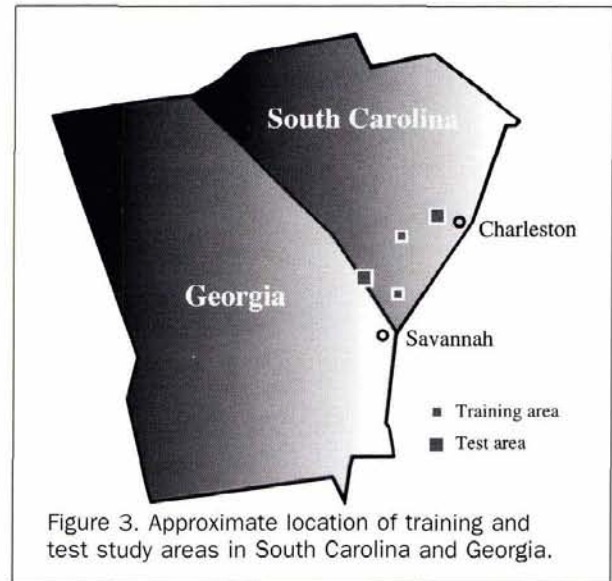 South Carolina
Charleston
Georgia
Savannah
Training area
Test area
Figure 3. Approximate location of training and
test study areas in South Carolina and Georgia.